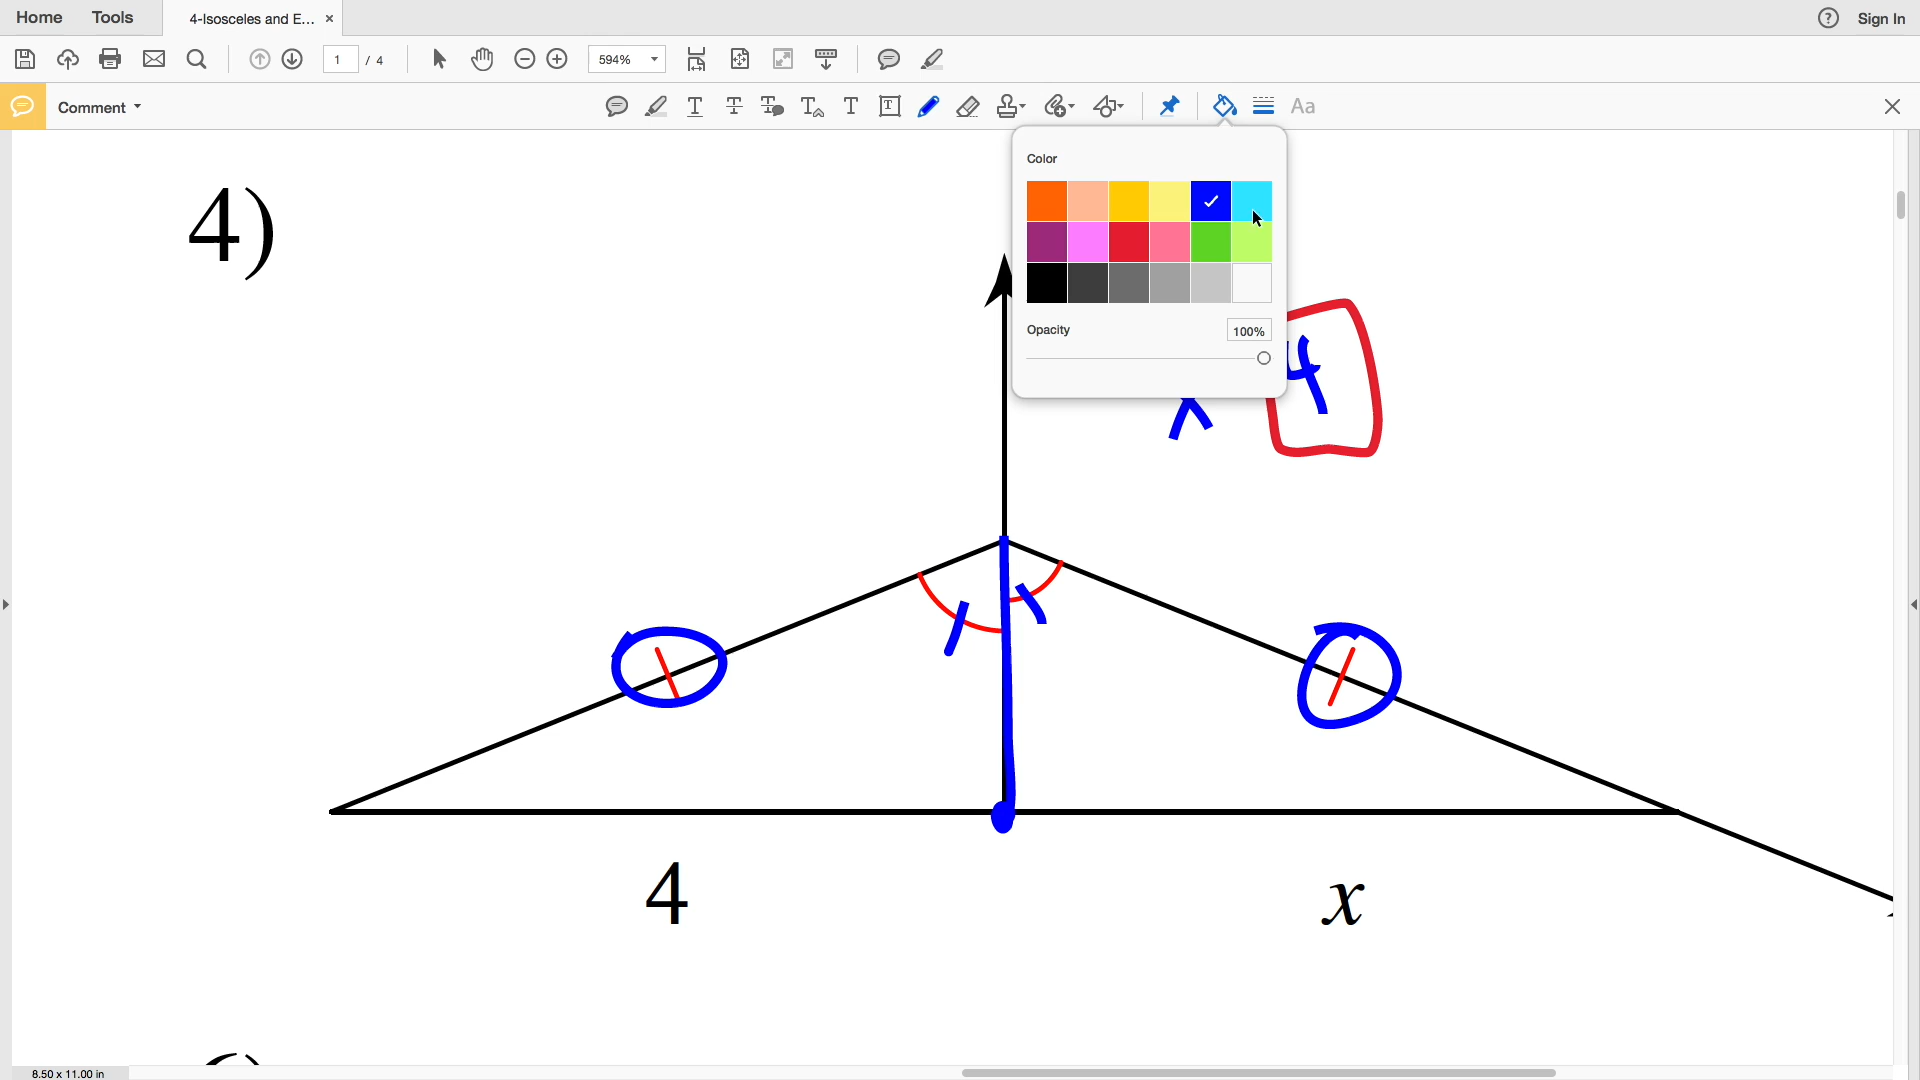 Home Tools 4-Isosceles and E... × ? Sign In
1 / 4 594%
Comment T T T T T T Aa
Color
Opacity 100%
4)
4
4 x
8.50 x 11.00 in